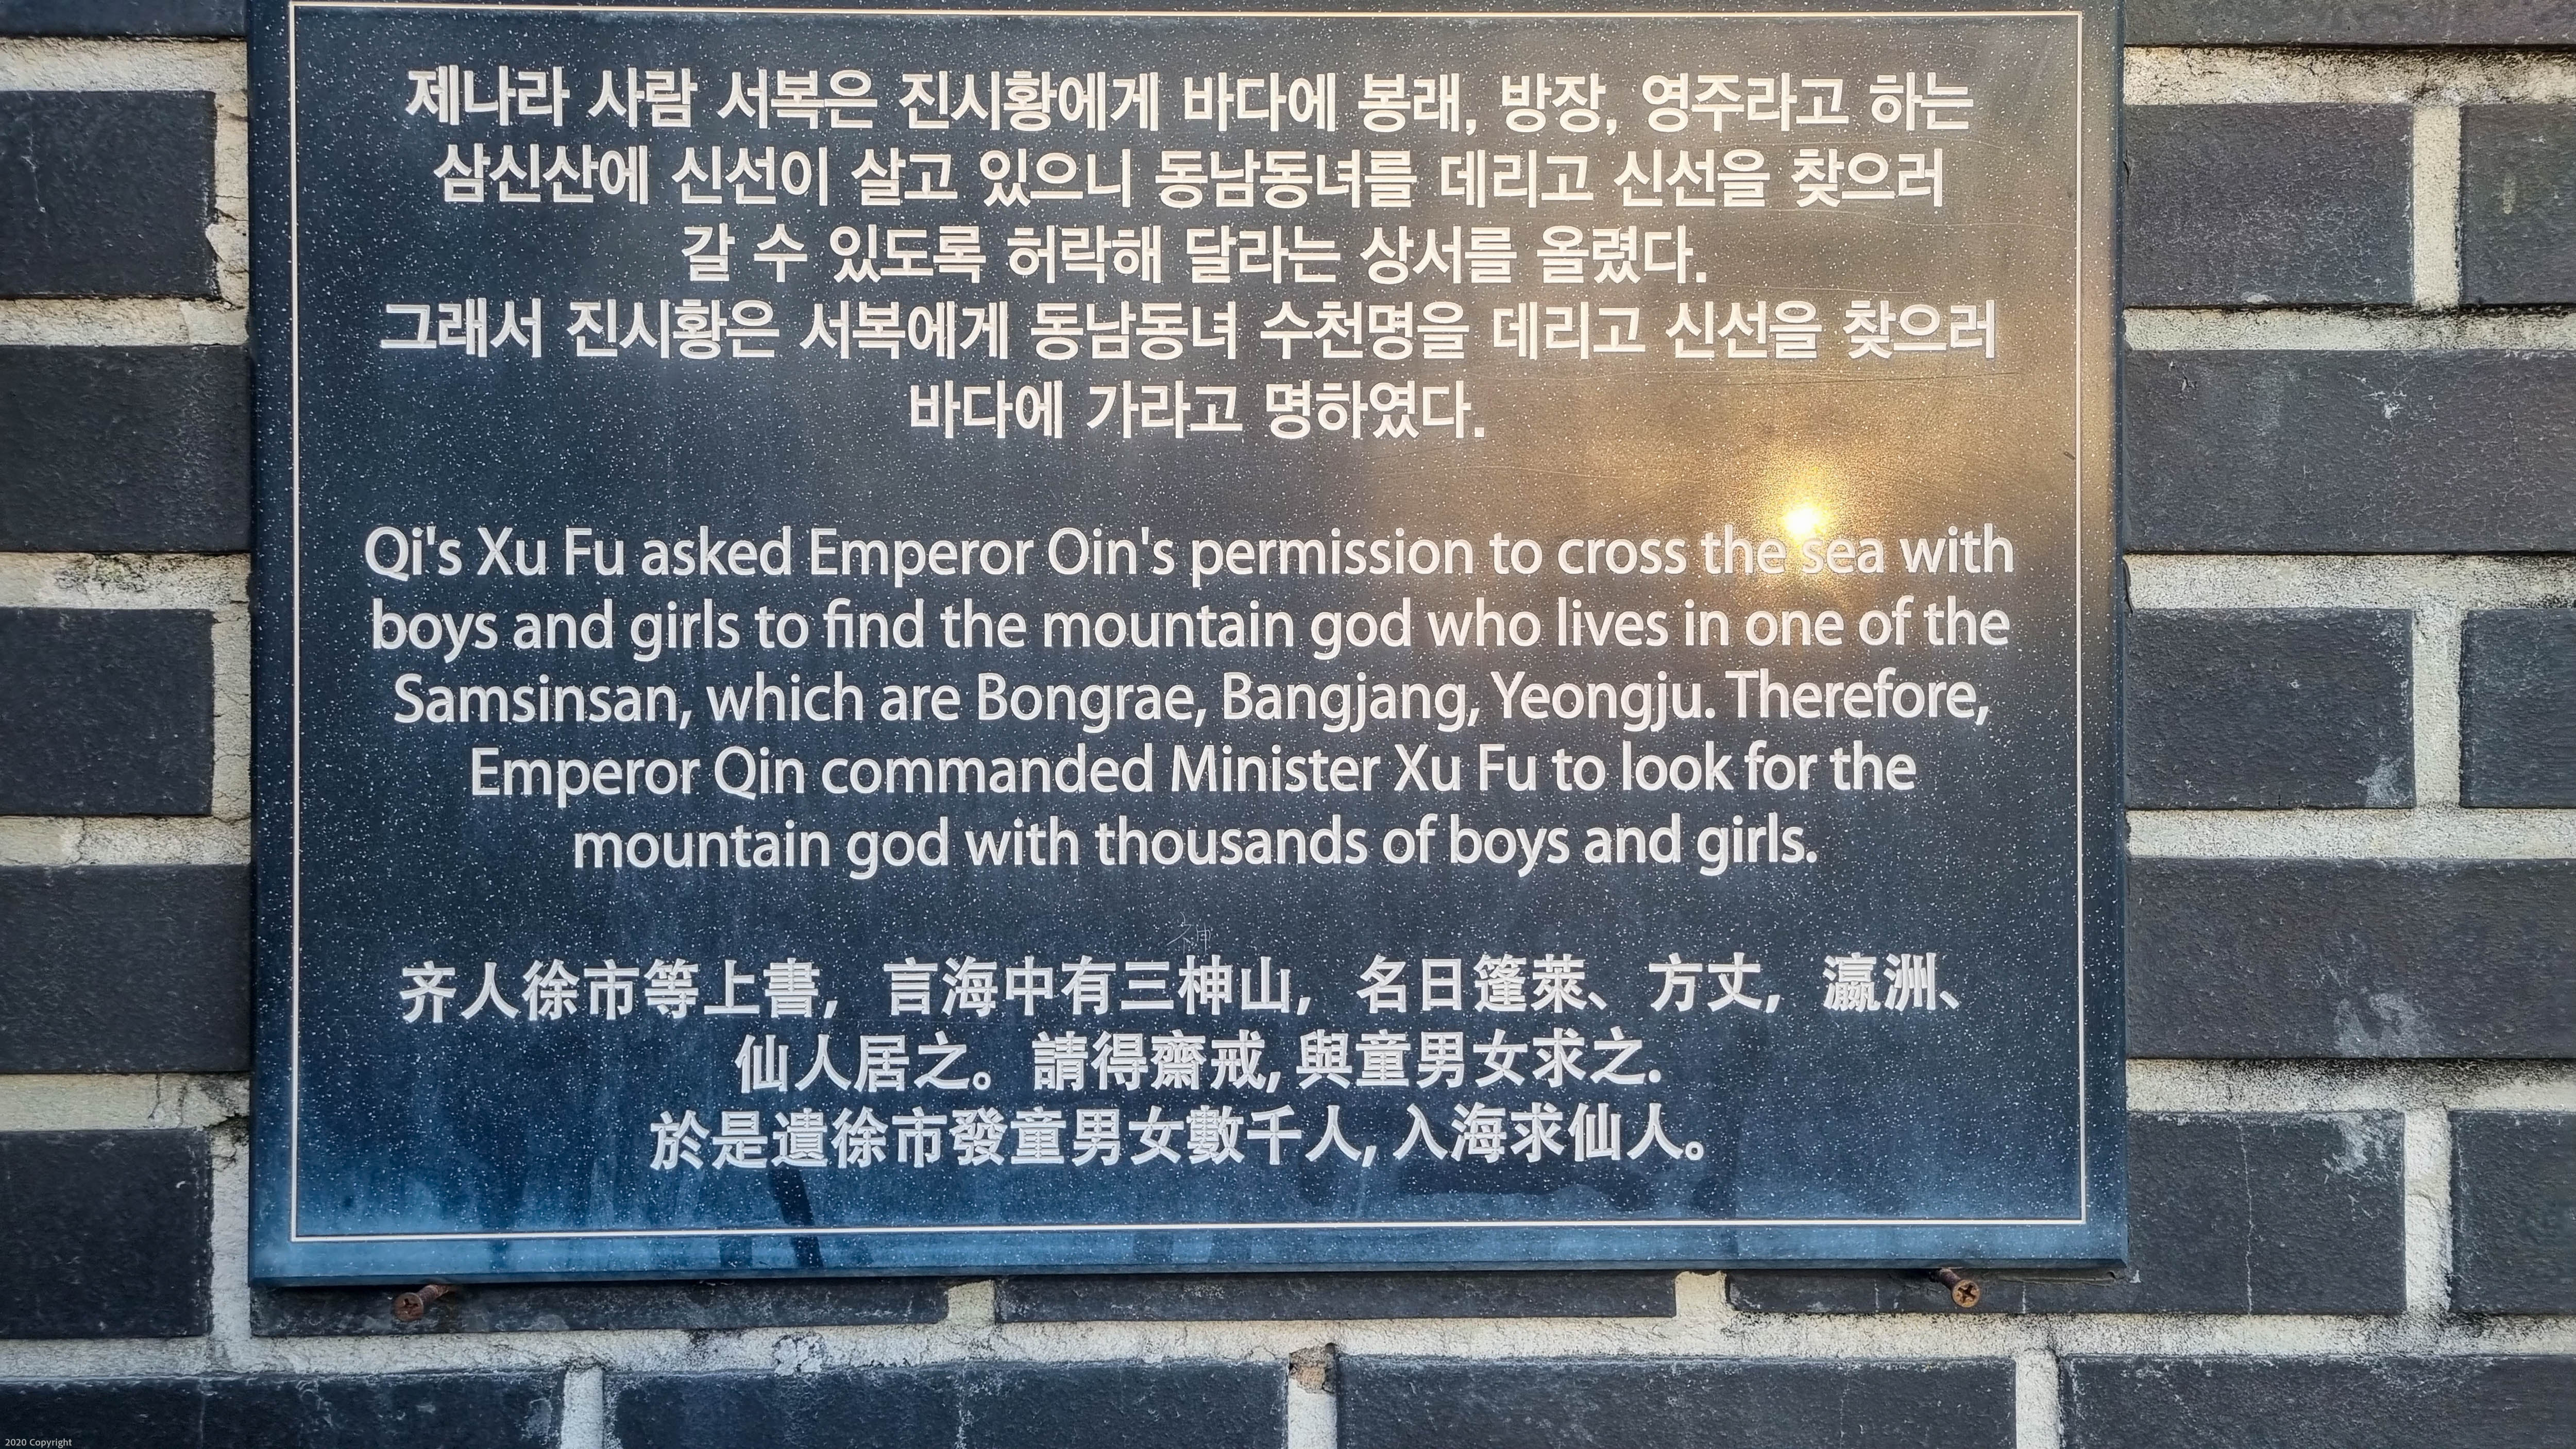 제나라 사람 서복은 진시황에게 바다에 봉래, 방장, 영주라고 하는
삼신산에 신선이 살고 있으니 동남동녀를 데리고 신선을 찾으러
갈 수 있도록 허락해 달라는 상서를 올렸다.
그래서 진시황은 서복에게 동남동녀 수천명을 데리고 신선을 찾으러
바다에 가라고 명하였다.
Qi's Xu Fu asked Emperor Oin's permission to cross the sea with
boys and girls to find the mountain god who lives in one of the
Samsinsan, which are Bongrae, Bangjang, Yeongju. Therefore,
Emperor Qin commanded Minister Xu Fu to look for the
mountain god with thousands of boys and girls.
齐人徐市等上書, 言海中有三柛山, 名日篷萊、方丈, 瀛洲、
仙人居之。請得齋戒, 與童男女求之.
於是遺徐市發童男女數千人, 入海求仙人。
2020 Copyright